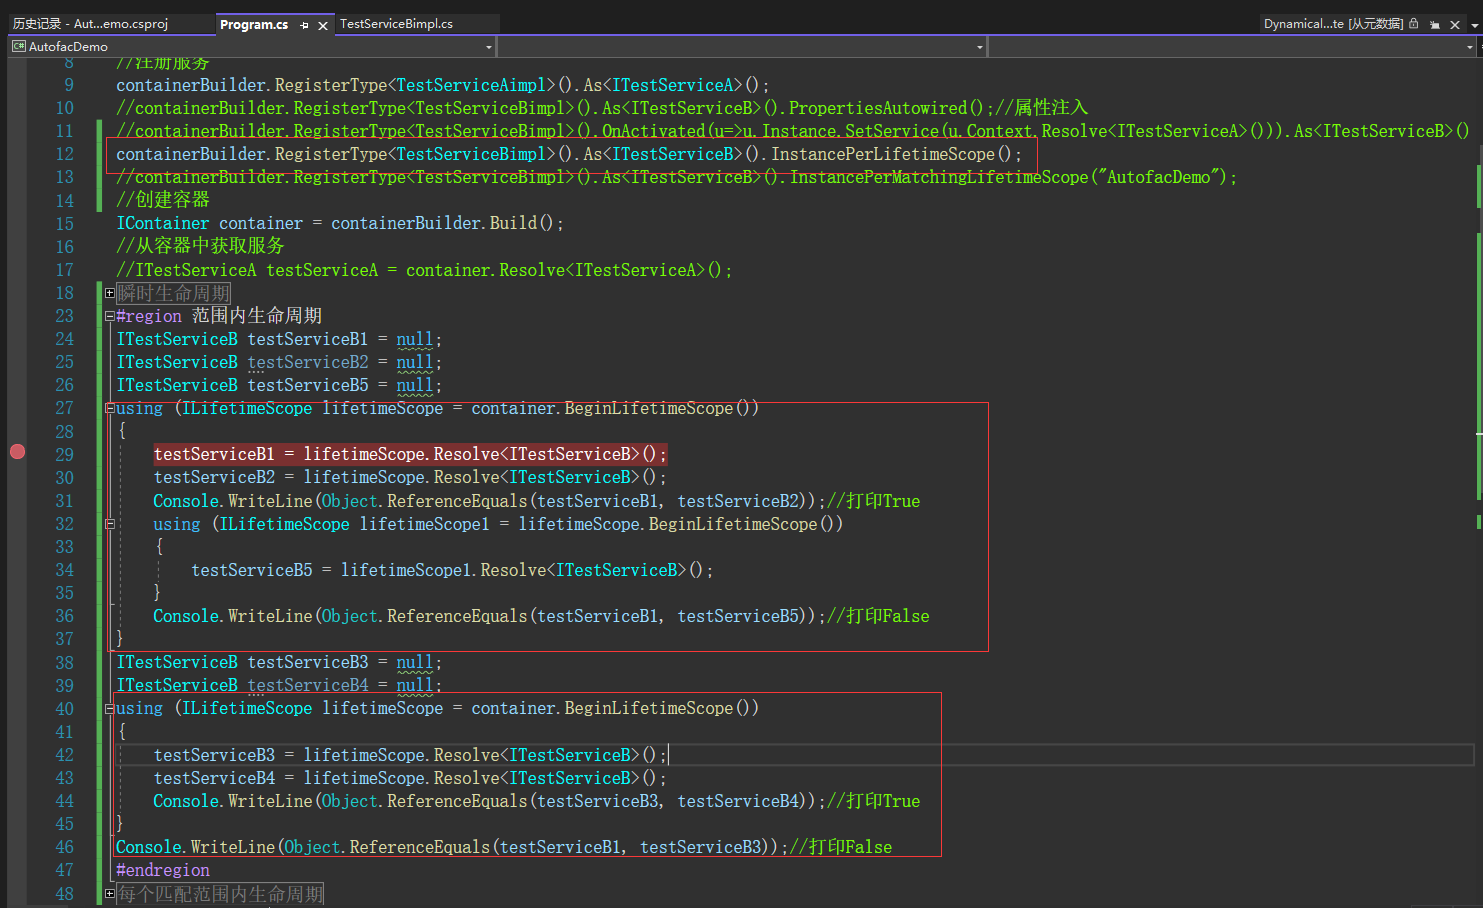 历史记录 - Aut...emo.csproj
Program.cs
TestServiceBimpl.cs
Dynamical...te [从元数据]
C# AutofacDemo
8 //注册服务
9 containerBuilder.RegisterType<TestServiceAimpl>().As<ITestServiceA>();
10 //containerBuilder.RegisterType<TestServiceBimpl>().As<ITestServiceB>().PropertiesAutowired();//属性注入
11 //containerBuilder.RegisterType<TestServiceBimpl>().OnActivated(u=>u.Instance.SetService(u.Context.Resolve<ITestServiceA>())).As<ITestServiceB>()
12 containerBuilder.RegisterType<TestServiceBimpl>().As<ITestServiceB>().InstancePerLifetimeScope();
13 //containerBuilder.RegisterType<TestServiceBimpl>().As<ITestServiceB>().InstancePerMatchingLifetimeScope("AutofacDemo");
14 //创建容器
15 IContainer container = containerBuilder.Build();
16 //从容器中获取服务
17 //ITestServiceA testServiceA = container.Resolve<ITestServiceA>();
18 瞬时生命周期
23 #region 范围内生命周期
24 ITestServiceB testServiceB1 = null;
25 ITestServiceB testServiceB2 = null;
26 ITestServiceB testServiceB5 = null;
27 using (ILifetimeScope lifetimeScope = container.BeginLifetimeScope())
28 {
29 testServiceB1 = lifetimeScope.Resolve<ITestServiceB>();
30 testServiceB2 = lifetimeScope.Resolve<ITestServiceB>();
31 Console.WriteLine(Object.ReferenceEquals(testServiceB1, testServiceB2));//打印True
32 using (ILifetimeScope lifetimeScope1 = lifetimeScope.BeginLifetimeScope())
33 {
34 testServiceB5 = lifetimeScope1.Resolve<ITestServiceB>();
35 }
36 Console.WriteLine(Object.ReferenceEquals(testServiceB1, testServiceB5));//打印False
37 }
38 ITestServiceB testServiceB3 = null;
39 ITestServiceB testServiceB4 = null;
40 using (ILifetimeScope lifetimeScope = container.BeginLifetimeScope())
41 {
42 testServiceB3 = lifetimeScope.Resolve<ITestServiceB>();
43 testServiceB4 = lifetimeScope.Resolve<ITestServiceB>();
44 Console.WriteLine(Object.ReferenceEquals(testServiceB3, testServiceB4));//打印True
45 }
46 Console.WriteLine(Object.ReferenceEquals(testServiceB1, testServiceB3));//打印False
47 #endregion
48 每个匹配范围内生命周期